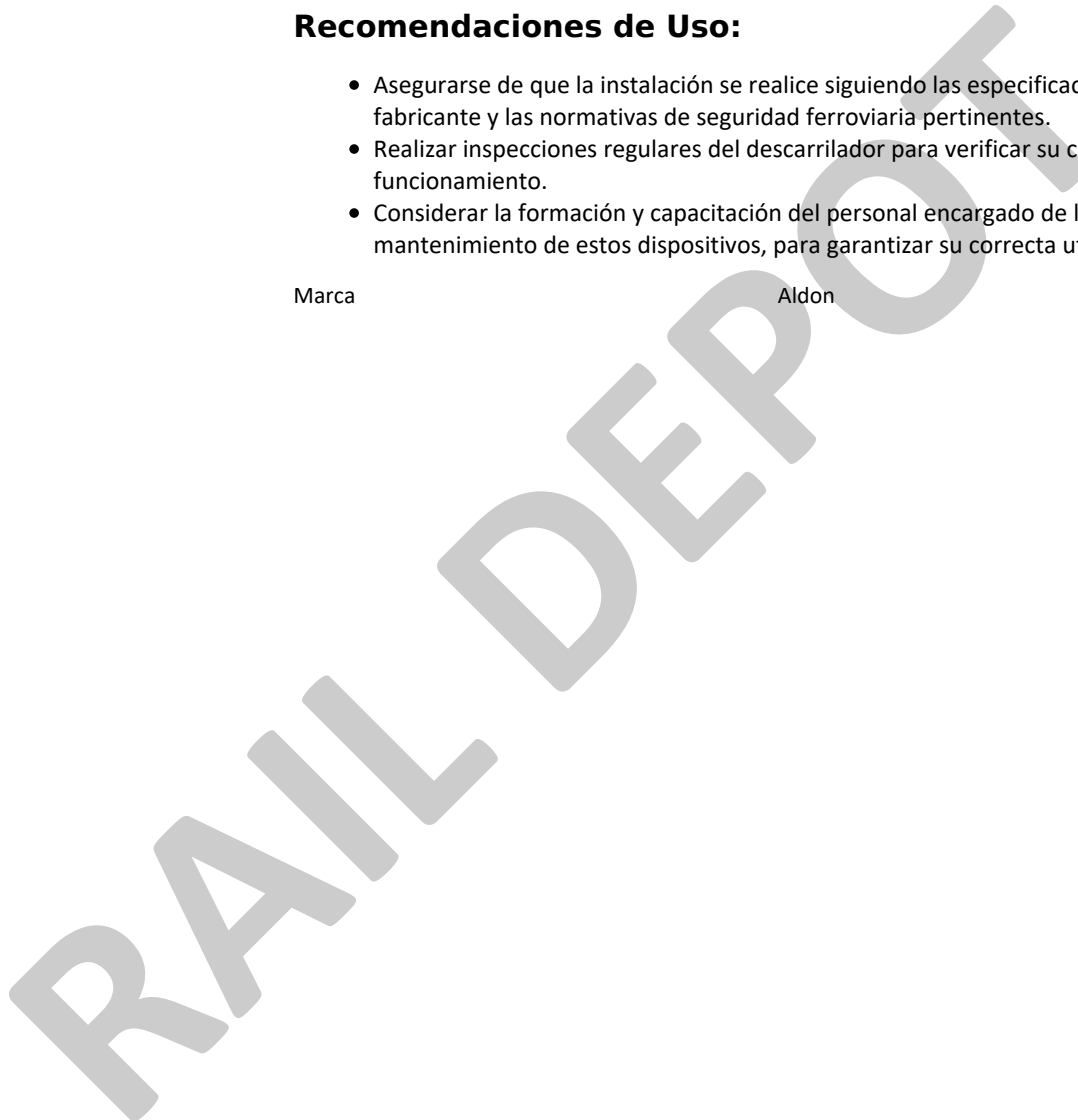 Recomendaciones de Uso:
• Asegurarse de que la instalación se realice siguiendo las
fabricante y las normativas de seguridad ferroviaria pertinentes.
• Realizar inspecciones regulares del descarrilador para verificar su
funcionamiento.
• Considerar la formación y capacitación del personal encargado de
mantenimiento de estos dispositivos, para garantizar su correcta
Marca Aldon
RAIL DEPOT